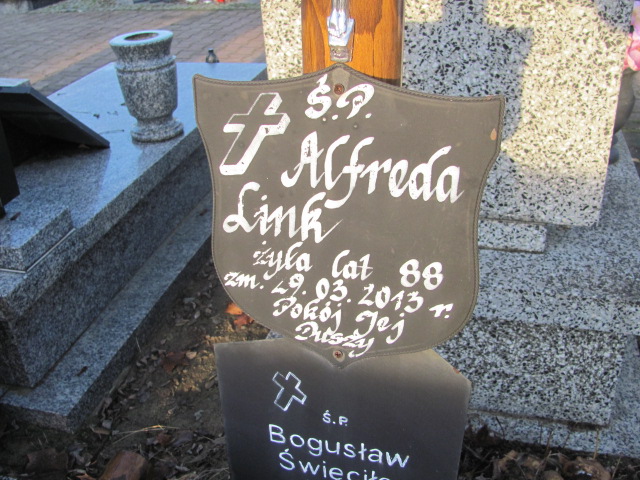 Ś.P.
Alfreda
Link
żyła lat 88
zm. 29.03.2013 r.
Pokój Jej
Duszy
Ś.P.
Bogusław